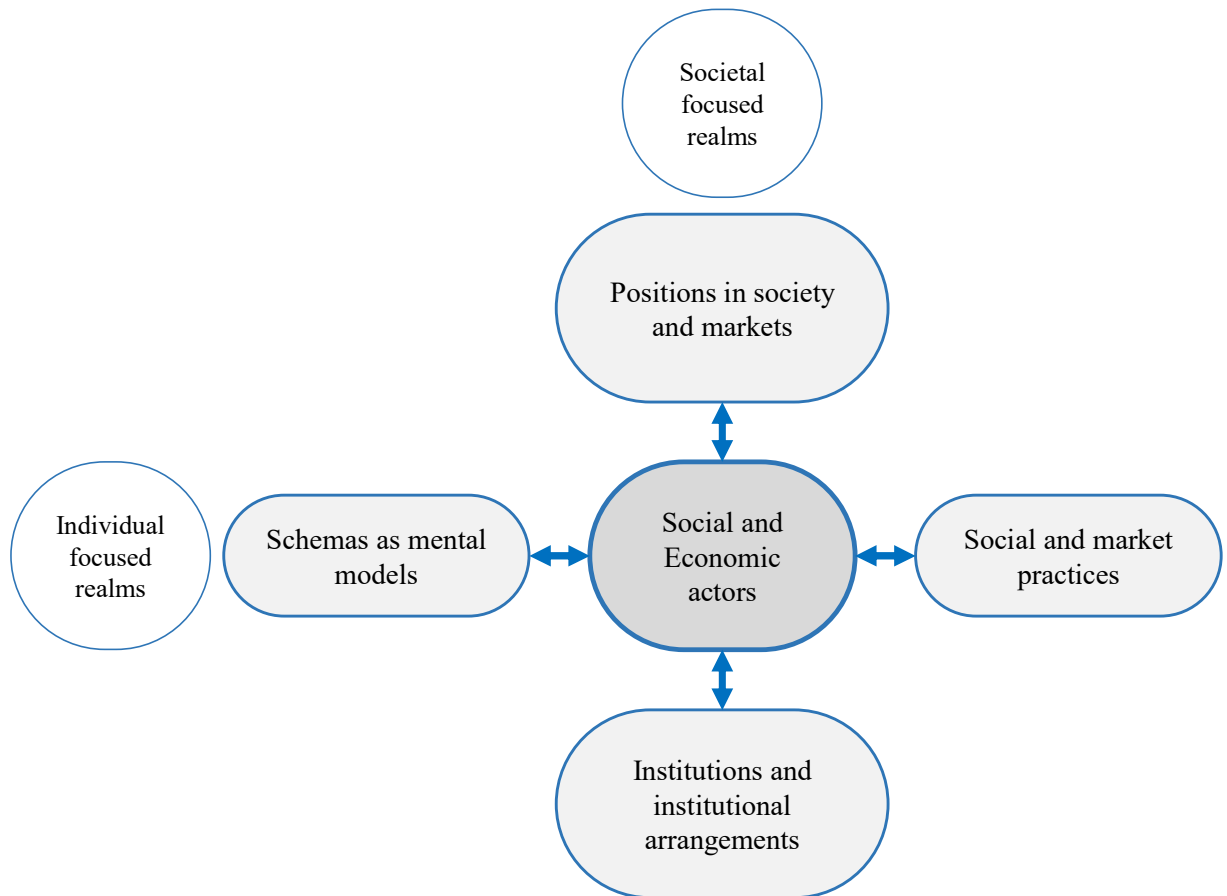 Societal
focused
realms
Positions in society
and markets
Individual
focused
realms
Schemas as mental
models
Social and
Economic
actors
Social and market
practices
Institutions and
institutional
arrangements